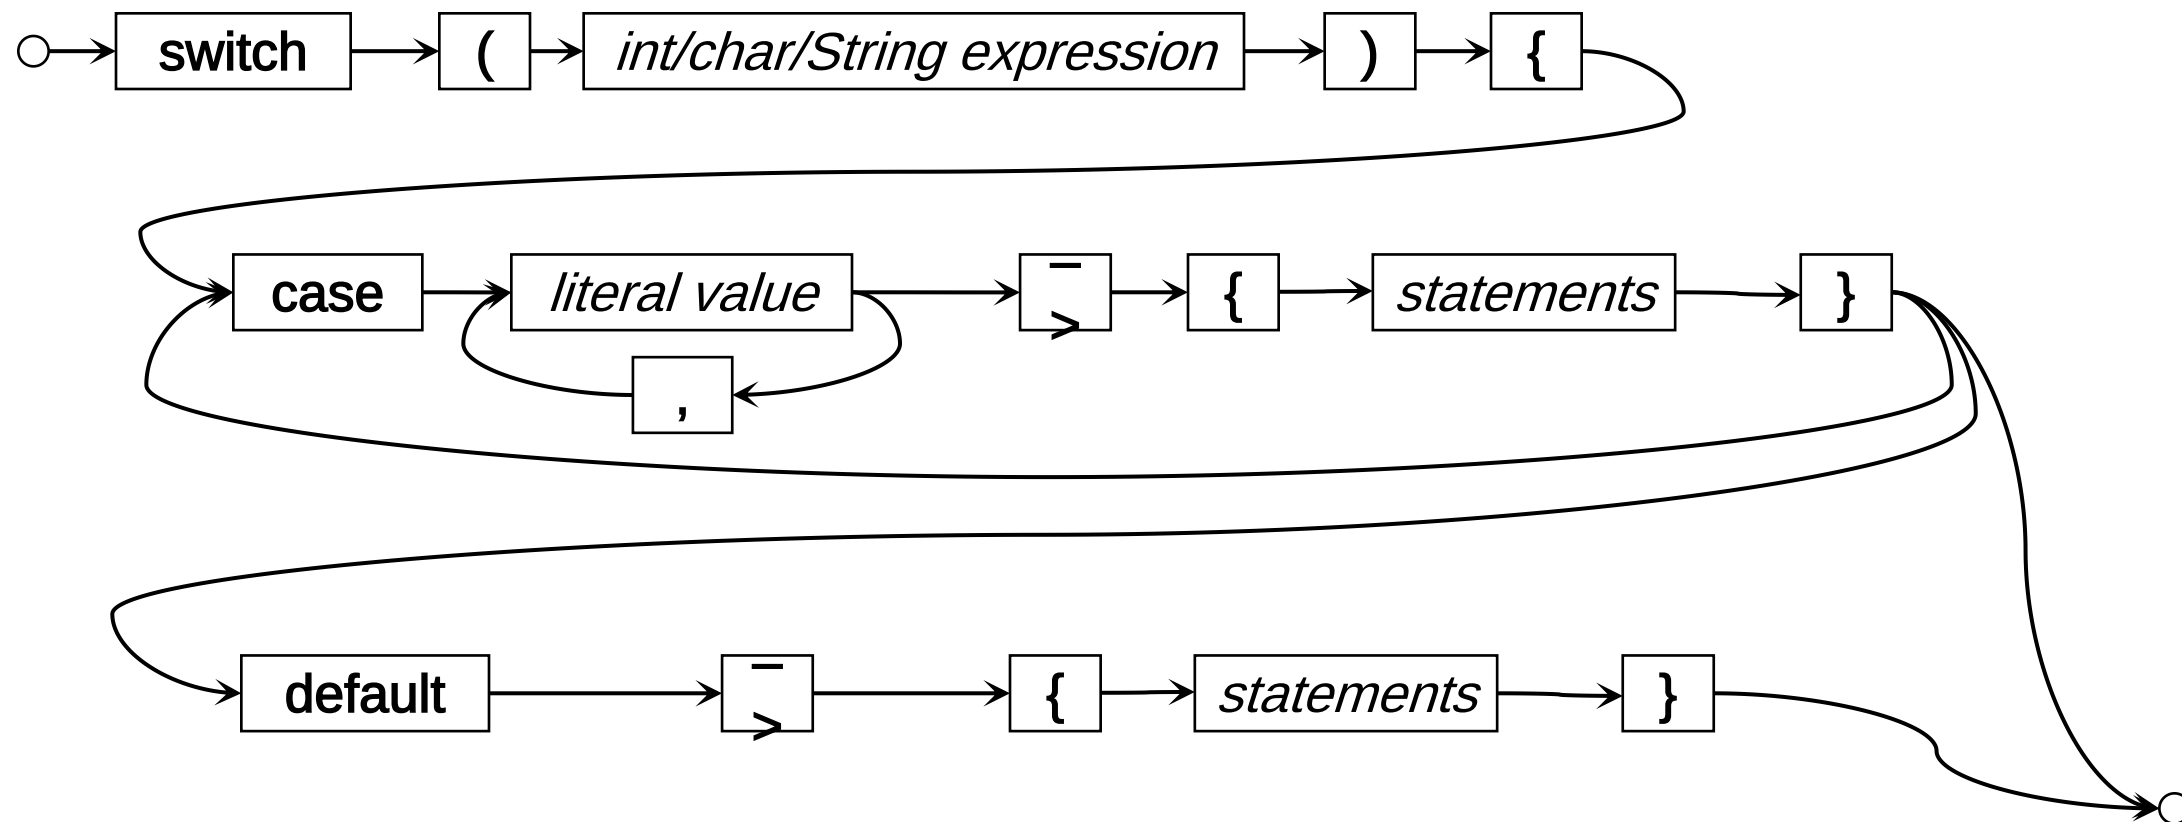 switch ( int/char/String expression ) {
case literal value -> { statements }
,
default -> { statements }